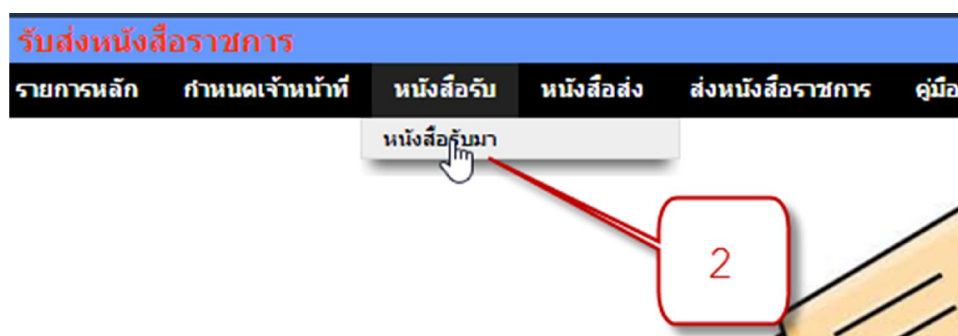 รับส่งหนังสือราชการ
รายการหลัก กำหนดเจ้าหน้าที่ หนังสือรับ หนังสือส่ง ส่งหนังสือราชการ คู่มือ
หนังสือรับมา
2